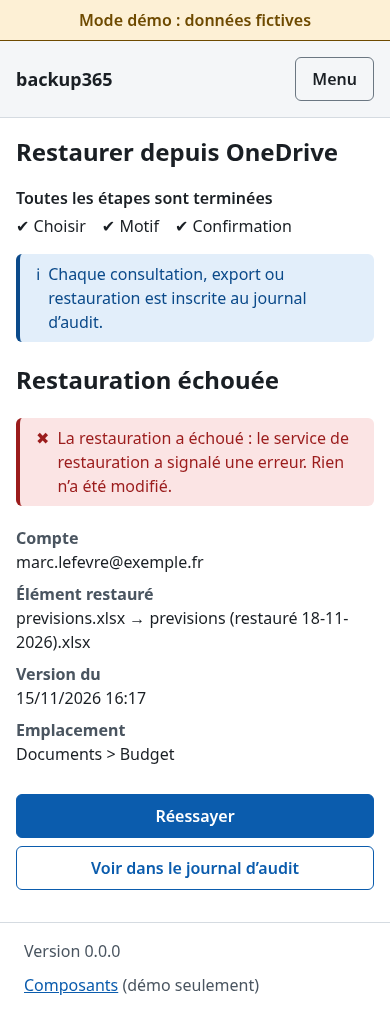 Mode démo : données fictives
backup365
Menu
Restaurer depuis OneDrive
Toutes les étapes sont terminées
✔ Choisir ✔ Motif ✔ Confirmation
i Chaque consultation, export ou
restauration est inscrite au journal
d’audit.
Restauration échouée
✖ La restauration a échoué : le service de
restauration a signalé une erreur. Rien
n’a été modifié.
Compte
marc.lefevre@exemple.fr
Élément restauré
previsions.xlsx → previsions (restauré 18-11-
2026).xlsx
Version du
15/11/2026 16:17
Emplacement
Documents > Budget
Réessayer
Voir dans le journal d’audit
Version 0.0.0
Composants (démo seulement)